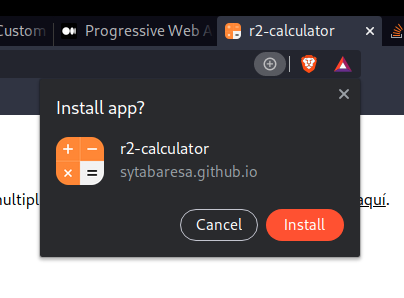 Custom
Progressive Web A
r2-calculator
Install app?
r2-calculator
sytabaresa.github.io
multipl
aquí.
Cancel
Install